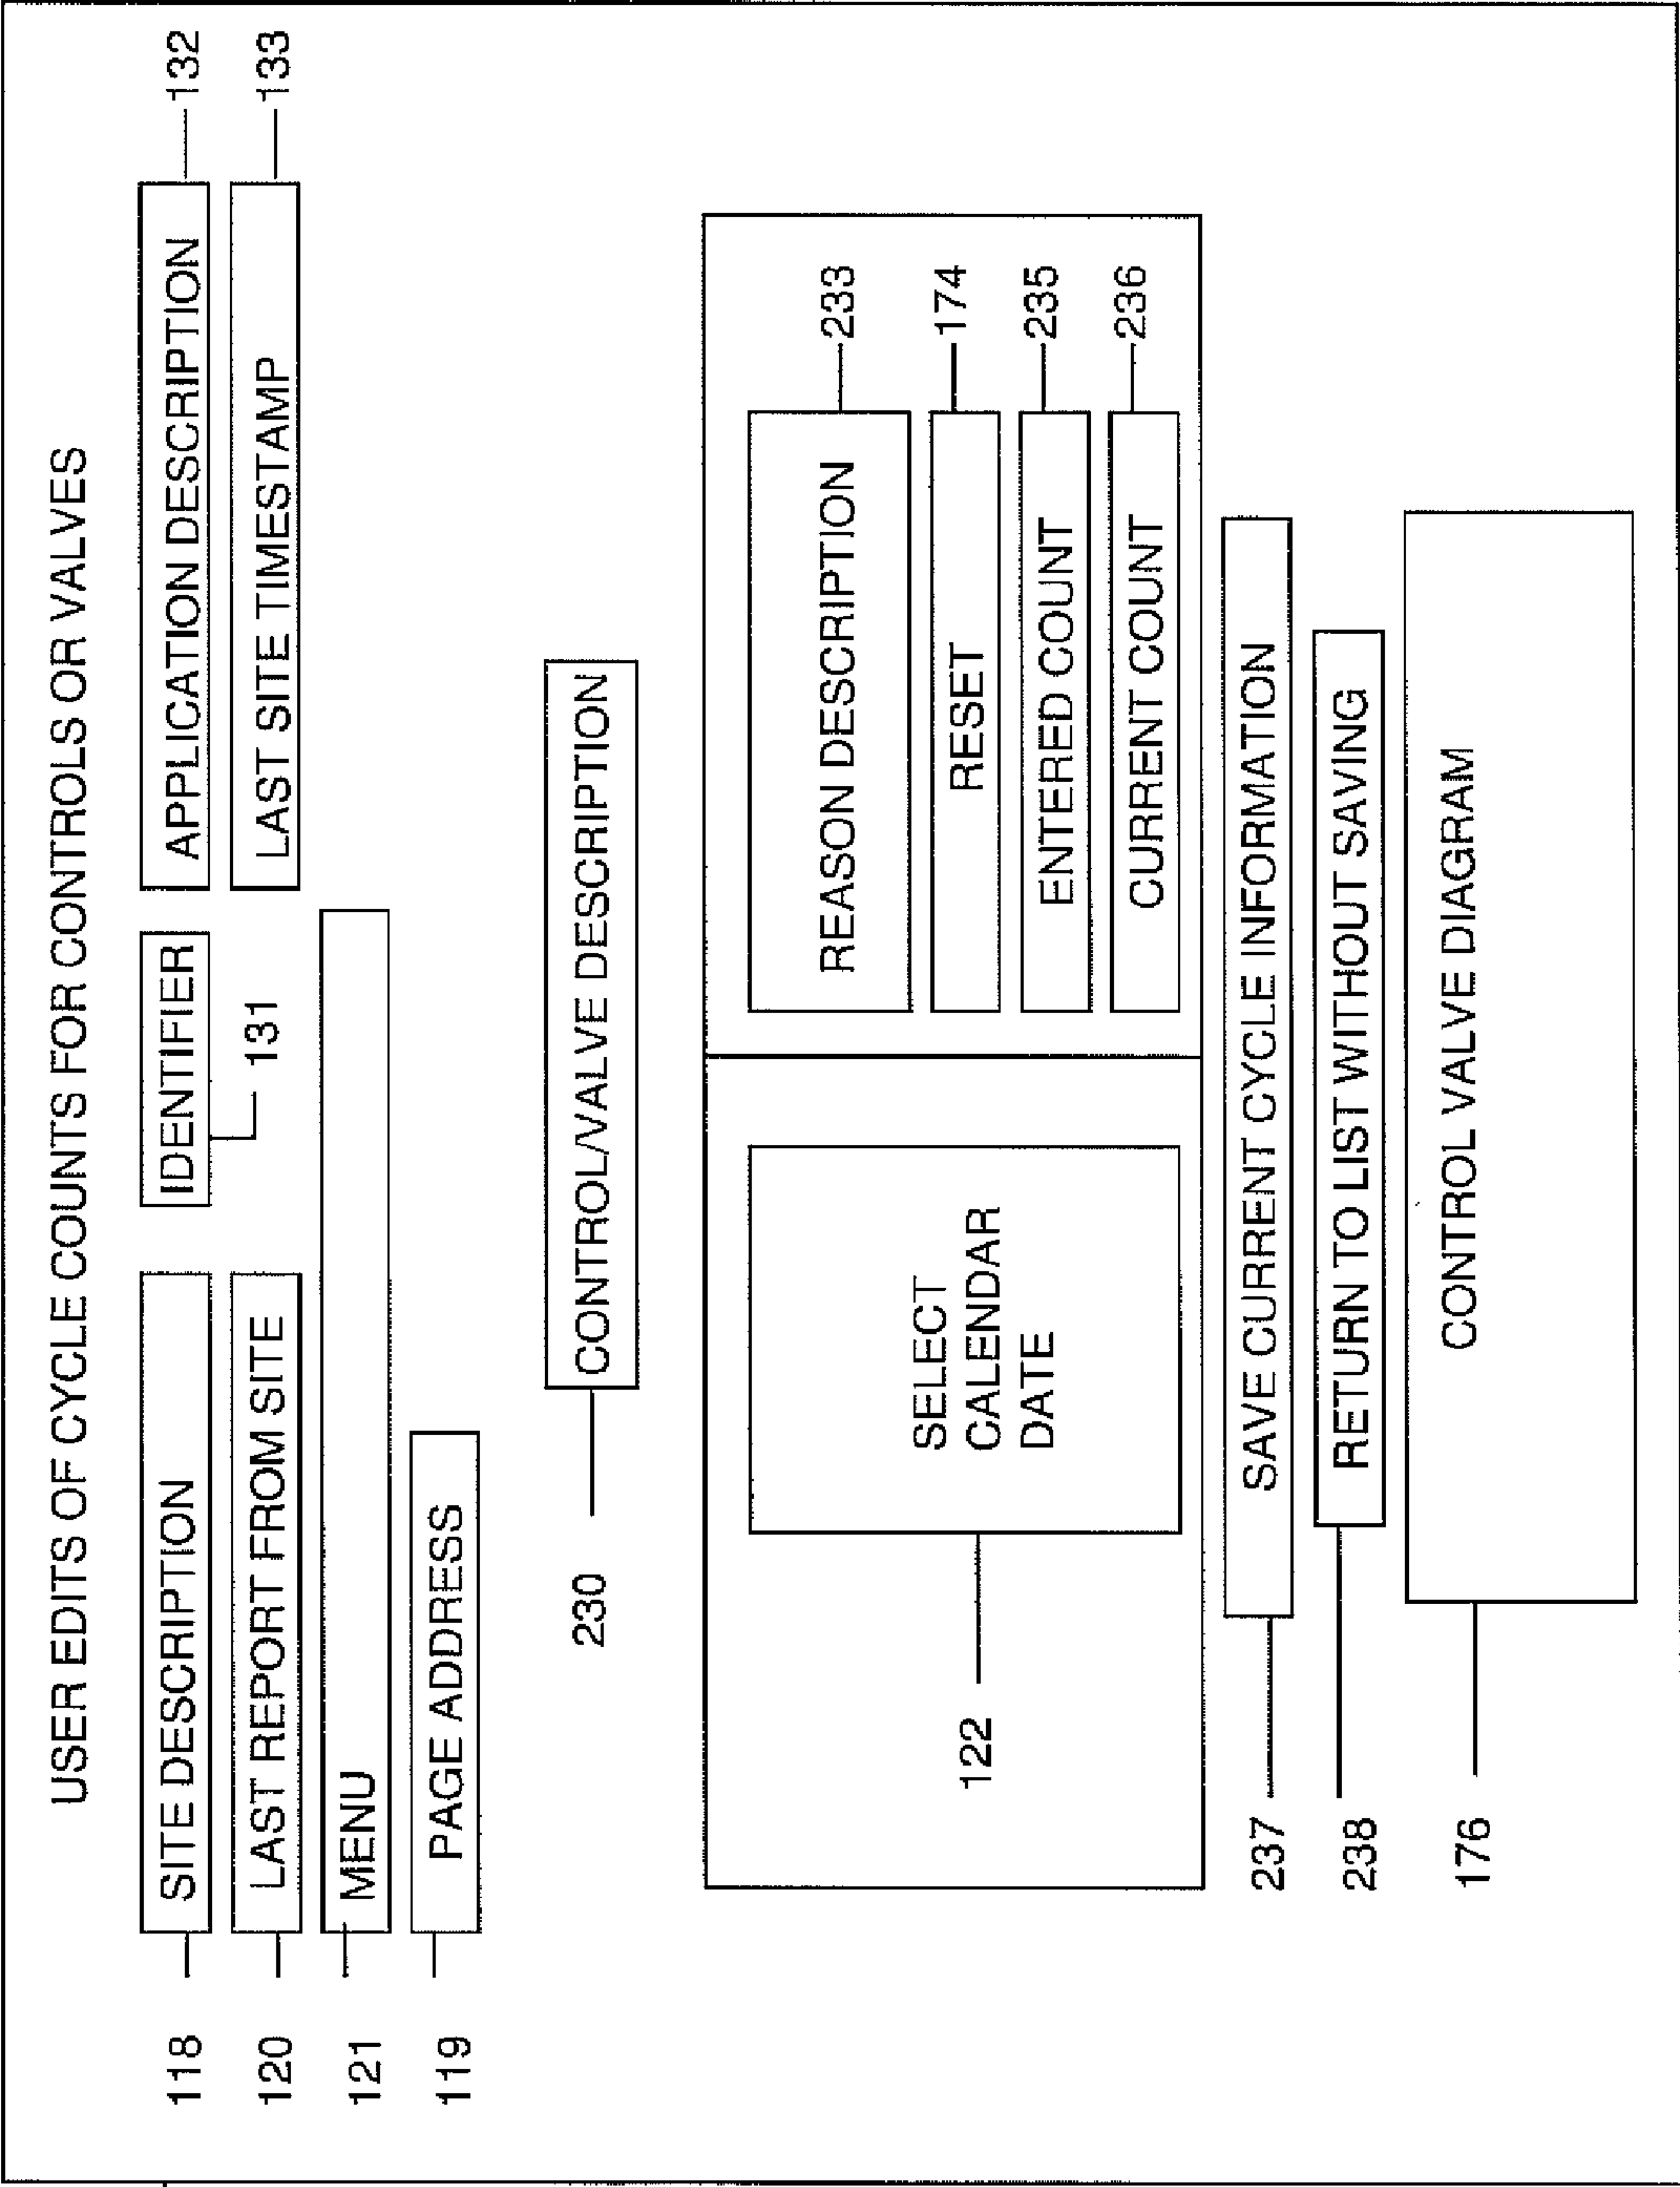 USER EDITS OF CYCLE COUNTS FOR CONTROLS OR VALVES
118 SITE DESCRIPTION IDENTIFIER APPLICATION DESCRIPTION 132
131
120 LAST REPORT FROM SITE LAST SITE TIMESTAMP 133
121 MENU
119 PAGE ADDRESS
230 CONTROL/VALVE DESCRIPTION
122
SELECT
CALENDAR
DATE
REASON DESCRIPTION 233
RESET 174
ENTERED COUNT 235
CURRENT COUNT 236
237 SAVE CURRENT CYCLE INFORMATION
238 RETURN TO LIST WITHOUT SAVING
176 CONTROL VALVE DIAGRAM